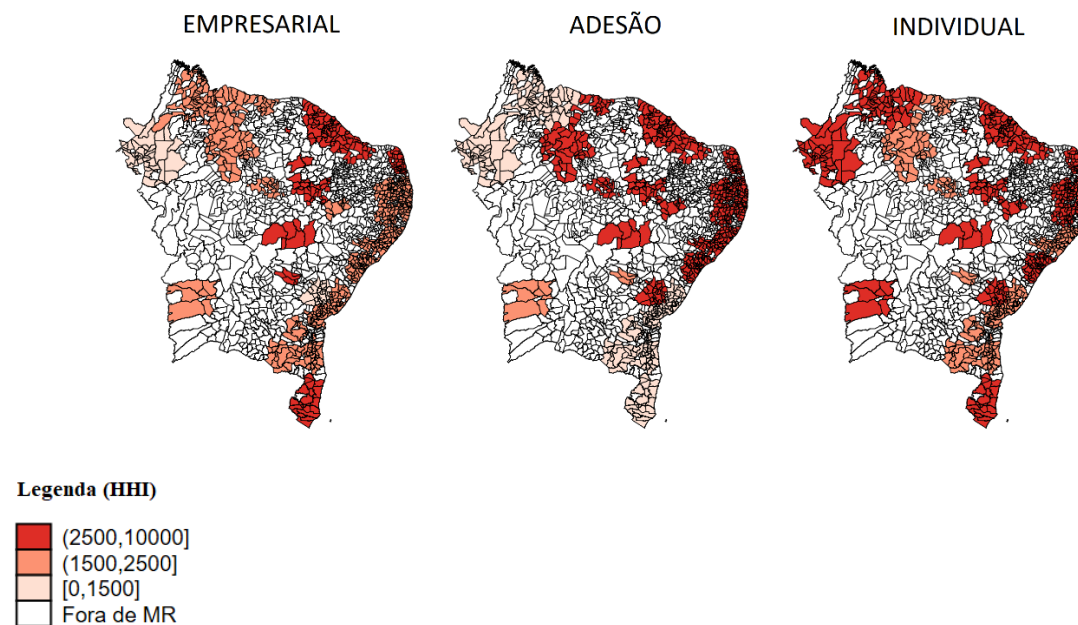 EMPRESARIAL
ADESÃO
INDIVIDUAL
Legenda (HHI)
(2500,10000]
(1500,2500]
[0,1500]
Fora de MR